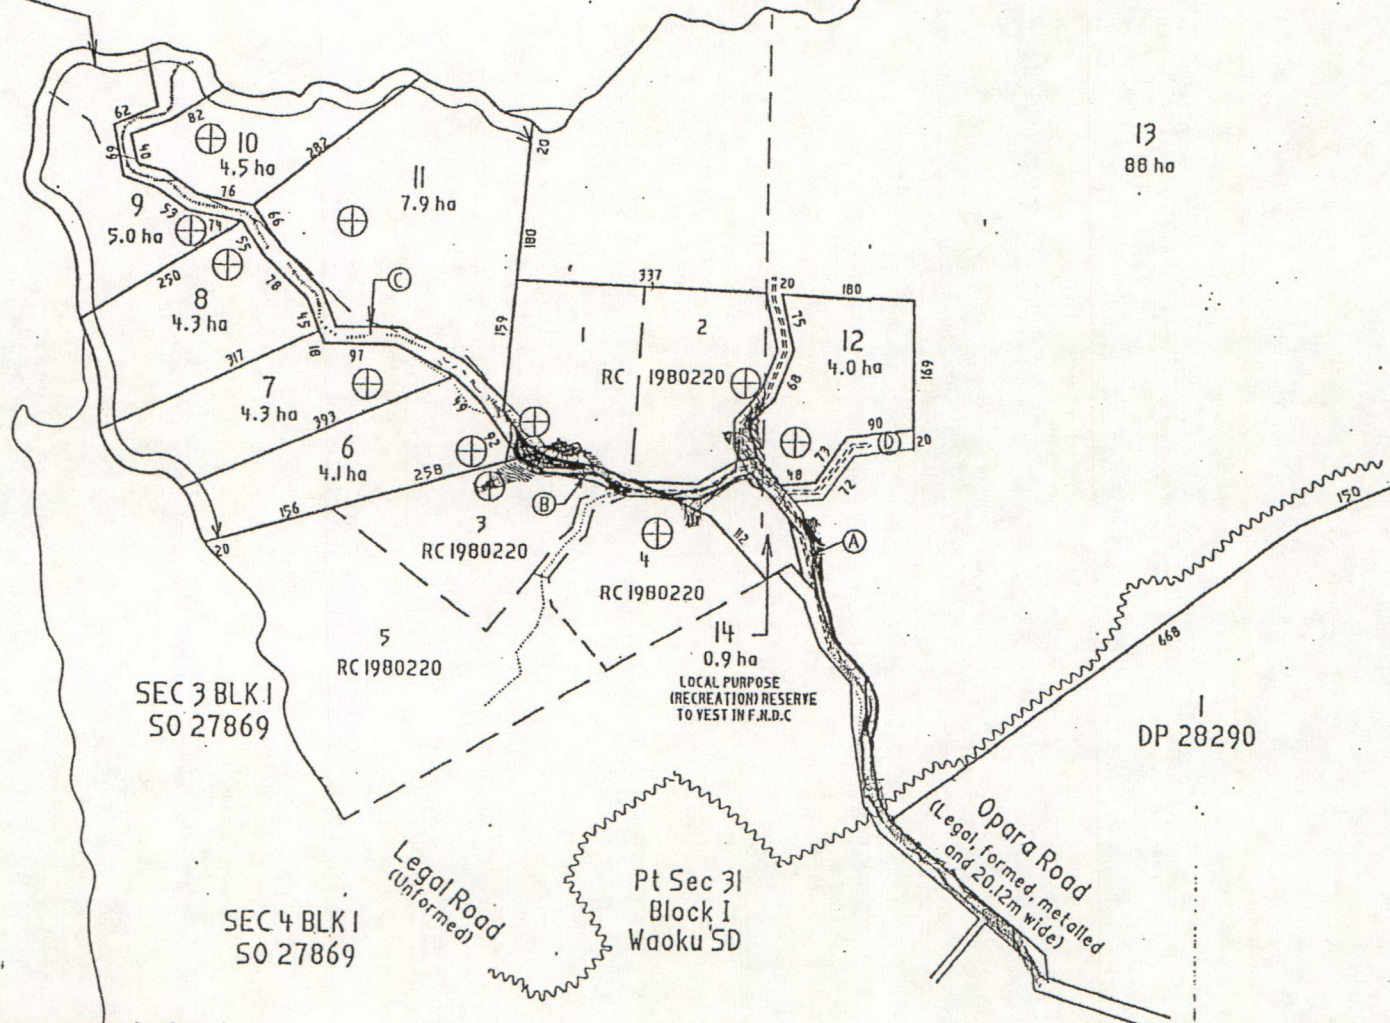 62
82
69
40
10
4.5 ha
282
20
11
7.9 ha
13
88 ha
76
66
53
9
5.0 ha
74
55
180
250
78
C
8
4.3 ha
45
18
97
317
159
337
20
180
75
1
2
RC 1980220
12
4.0 ha
68
169
7
4.3 ha
393
92
6
4.1 ha
258
156
20
90
D
20
73
72
48
B
3
RC 1980220
112
A
4
RC 1980220
150
668
5
RC 1980220
14
0.9 ha
LOCAL PURPOSE
(RECREATION) RESERVE
TO VEST IN F.N.D.C
SEC 3 BLK I
SO 27869
1
DP 28290
Opara Road
(Legal, formed, metalled
and 20.12m wide)
Legal Road
(Unformed)
Pt Sec 31
Block I
Waoku SD
SEC 4 BLK I
SO 27869